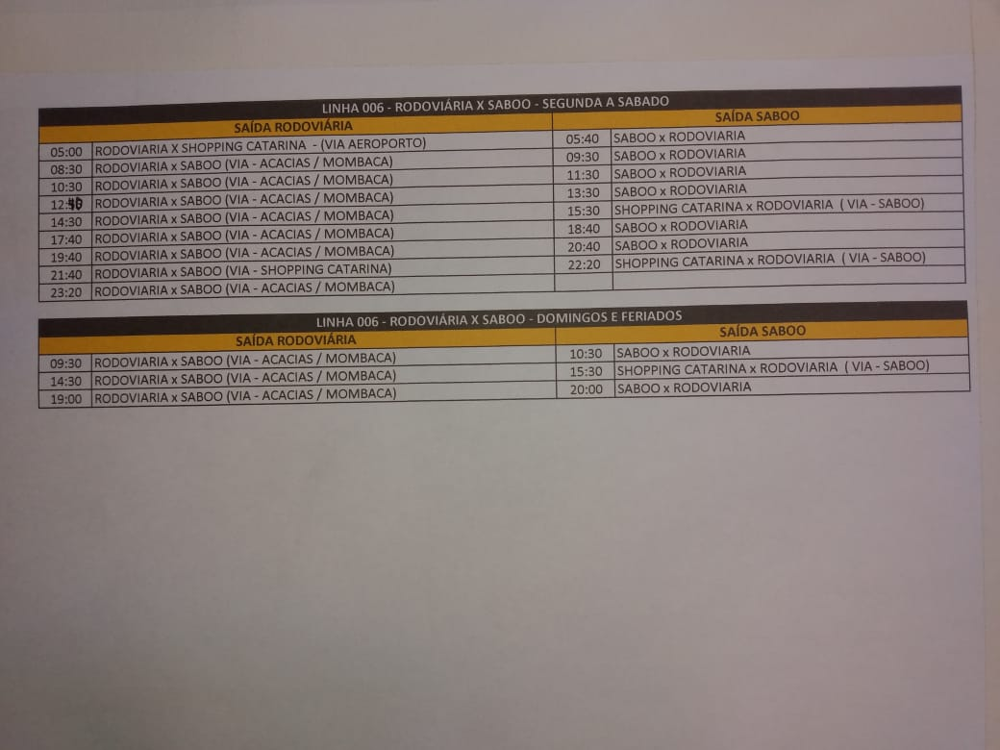 LINHA 006 - RODOVIÁRIA X SABOO - SEGUNDA A SABADO
SAÍDA RODOVIÁRIA SAÍDA SABOO
05:00 RODOVIARIA X SHOPPING CATARINA - (VIA AEROPORTO) 05:40 SABOO x RODOVIARIA
08:30 RODOVIARIA x SABOO (VIA - ACACIAS / MOMBACA) 09:30 SABOO x RODOVIARIA
10:30 RODOVIARIA x SABOO (VIA - ACACIAS / MOMBACA) 11:30 SABOO x RODOVIARIA
RODOVIARIA x SABOO (VIA - ACACIAS / MOMBACA) 13:30 SABOO x RODOVIARIA
14:30 RODOVIARIA x SABOO (VIA - ACACIAS / MOMBACA) 15:30 SHOPPING CATARINA x RODOVIARIA ( VIA - SABOO)
17:40 RODOVIARIA x SABOO (VIA - ACACIAS / MOMBACA) 18:40 SABOO x RODOVIARIA
19:40 RODOVIARIA x SABOO (VIA - ACACIAS / MOMBACA) 20:40 SABOO x RODOVIARIA
21:40 RODOVIARIA x SABOO (VIA - SHOPPING CATARINA) 22:20 SHOPPING CATARINA x RODOVIARIA ( VIA - SABOO)
23:20 RODOVIARIA x SABOO (VIA - ACACIAS / MOMBACA)
LINHA 006 - RODOVIÁRIA X SABOO - DOMINGOS E FERIADOS
SAÍDA RODOVIÁRIA SAÍDA SABOO
09:30 RODOVIARIA x SABOO (VIA - ACACIAS / MOMBACA) 10:30 SABOO x RODOVIARIA
14:30 RODOVIARIA x SABOO (VIA - ACACIAS / MOMBACA) 15:30 SHOPPING CATARINA x RODOVIARIA ( VIA - SABOO)
19:00 RODOVIARIA x SABOO (VIA - ACACIAS / MOMBACA) 20:00 SABOO x RODOVIARIA